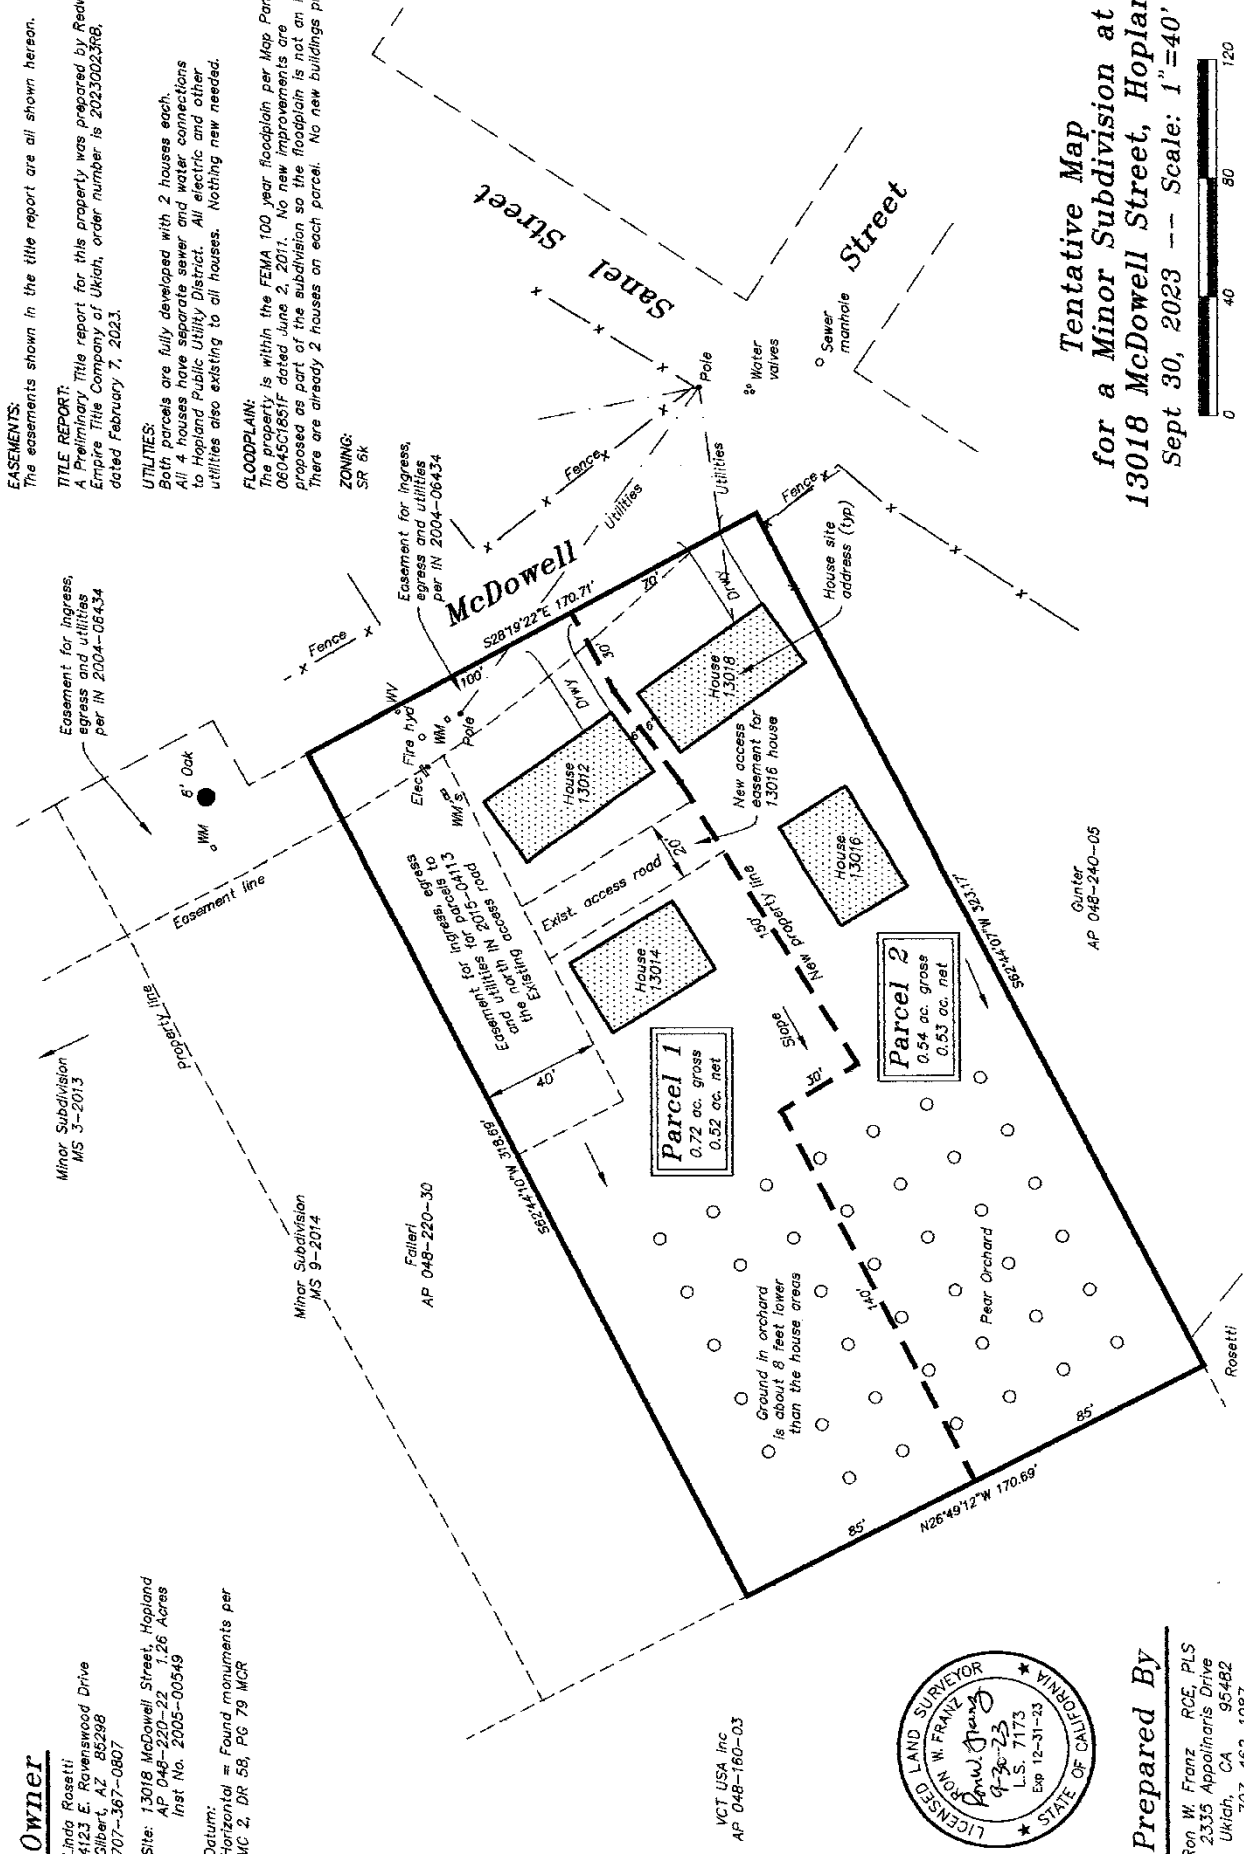 EASEMENTS:
The easements shown in the title report are all shown hereon.
TITLE REPORT:
A Preliminary Title report for this property was prepared by Redw
Empire Title Company of Ukiah, order number is 20230023RB,
dated February 7, 2023.
UTILITIES:
Both parcels are fully developed with 2 houses each.
All 4 houses have separate sewer and water connections
to Hopland Public Utility District. All electric and other
utilities also existing to all houses. Nothing new needed.
FLOODPLAIN:
The property is within the FEMA 100 year floodplain per Map Pan
06045C1851F dated June 2, 2011. No new improvements are
proposed as part of the subdivision so the floodplain is not an i
There are already 2 houses on each parcel. No new buildings p
ZONING:
SR 6k
Owner
Linda Rosetti
4123 E. Ravenswood Drive
Gilbert, AZ 85298
707-367-0807
Site: 13018 McDowell Street, Hopland
AP 048-220-22 1.26 Acres
Inst No. 2005-00549
Datum:
Horizontal = Found monuments per
MC 2, DR 58, PG 79 MCR
Minor Subdivision
MS 3-2013
Property line
Minor Subdivision
MS 9-2014
Falleri
AP 048-220-30
Easement for ingress,
egress and utilities
per IN 2004-06434
6' Oak
WM
Easement line
Fence
Easement for ingress,
egress and utilities
per IN 2004-06434
McDowell
Sanel Street
Street
Fence
Utilities
Utilities
Pole
Water
valves
Sewer
manhole
Fence
House site
address (typ)
S28°19'22"E 170.71'
100'
70'
WV
Fire hyd
Elec
WM
Pole
WM's
Drwy
Drwy
30'
6'
6'
House
13012
House
13018
House
13014
House
13016
New access
easement for
13016 house
20'
Exist. access road
Easement for ingress, egress
and utilities IN 2015-04113
40'
S62°44'10"W 318.69'
150'
New property line
Slope
30'
Parcel 1
0.72 ac. gross
0.52 ac. net
Parcel 2
0.54 ac. gross
0.53 ac. net
S62°44'07"W 323.17'
Gunter
AP 048-240-05
Ground in orchard
is about 8 feet lower
than the house areas
140'
Pear Orchard
85'
85'
N26°49'12"W 170.69'
Rosetti
VCT USA Inc
AP 048-160-03
LICENSED LAND SURVEYOR
RON W. FRANZ
Ron W. Franz
9-30-23
L.S. 7173
Exp 12-31-23
STATE OF CALIFORNIA
Prepared By
Ron W. Franz RCE, PLS
2335 Appolinaris Drive
Ukiah, CA 95482
707-462-1087
Tentative Map
for a Minor Subdivision at
13018 McDowell Street, Hoplan
Sept 30, 2023 -- Scale: 1"=40'
0 40 80 120